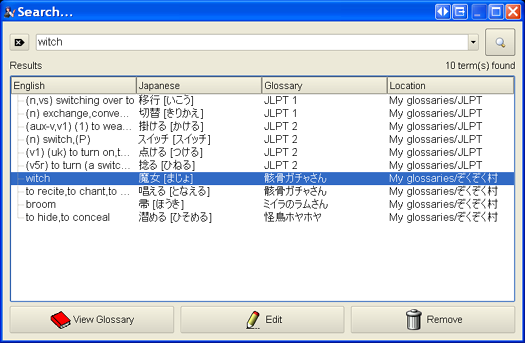 Search...
witch
Results 10 term(s) found
English Japanese Glossary Location
(n,vs) switching over to 移行 [いこう] JLPT 1 My glossaries/JLPT
(n) exchange,conve... 切替 [きりかえ] JLPT 1 My glossaries/JLPT
(aux-v,v1) (1) to wea... 掛ける [かける] JLPT 2 My glossaries/JLPT
(n) switch,(P) スイッチ [スイッチ] JLPT 2 My glossaries/JLPT
(v1) (uk) to turn on,t... 点ける [つける] JLPT 2 My glossaries/JLPT
(v5r) to turn (a switc... 捻る [ひねる] JLPT 2 My glossaries/JLPT
witch 魔女 [まじょ]骸骨ガチャさん My glossaries/ぞくぞく村
to recite,to chant,to ... 唱える [となえる] 骸骨ガチャさん My glossaries/ぞくぞく村
broom 帚 [ほうき] ミイラのラムさん My glossaries/ぞくぞく村
to hide,to conceal 潜める [ひそめる] 怪鳥ホヤホヤ My glossaries/ぞくぞく村
View Glossary Edit Remove